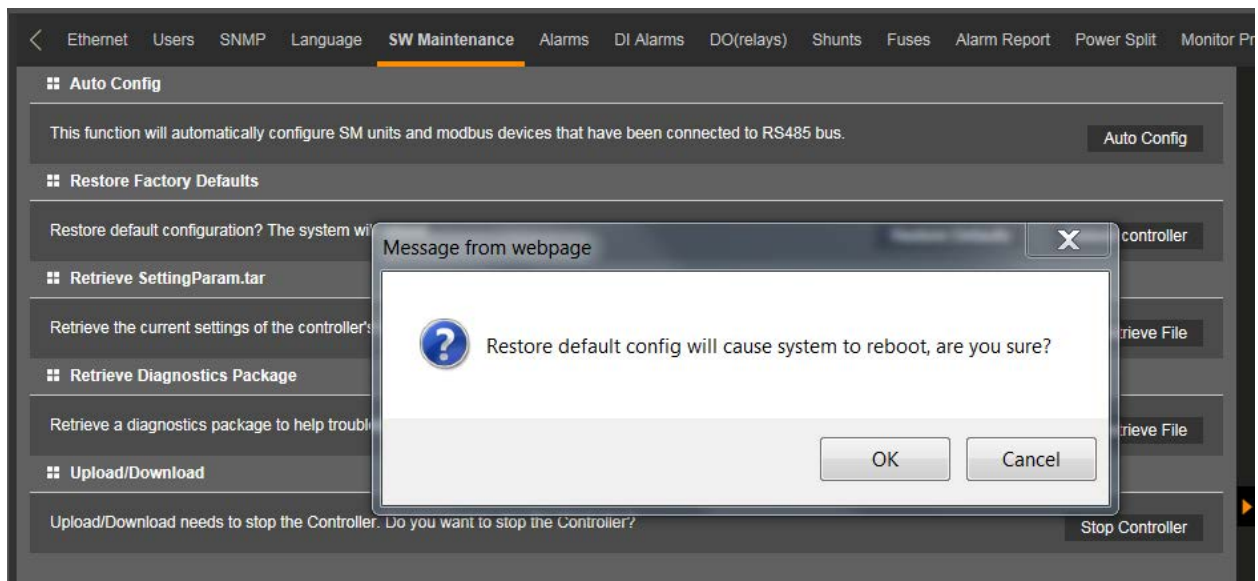 Ethernet Users SNMP Language SW Maintenance Alarms DI Alarms DO(relays) Shunts Fuses Alarm Report Power Split Monitor Pr
Auto Config
This function will automatically configure SM units and modbus devices that have been connected to RS485 bus.
Auto Config
Restore Factory Defaults
Restore default configuration? The system wi
Restore Defaults
controller
Message from webpage
Restore default config will cause system to reboot, are you sure?
OK Cancel
Retrieve SettingParam.tar
Retrieve the current settings of the controller's
trieve File
Retrieve Diagnostics Package
Retrieve a diagnostics package to help troubl
trieve File
Upload/Download
Upload/Download needs to stop the Controller. Do you want to stop the Controller?
Stop Controller